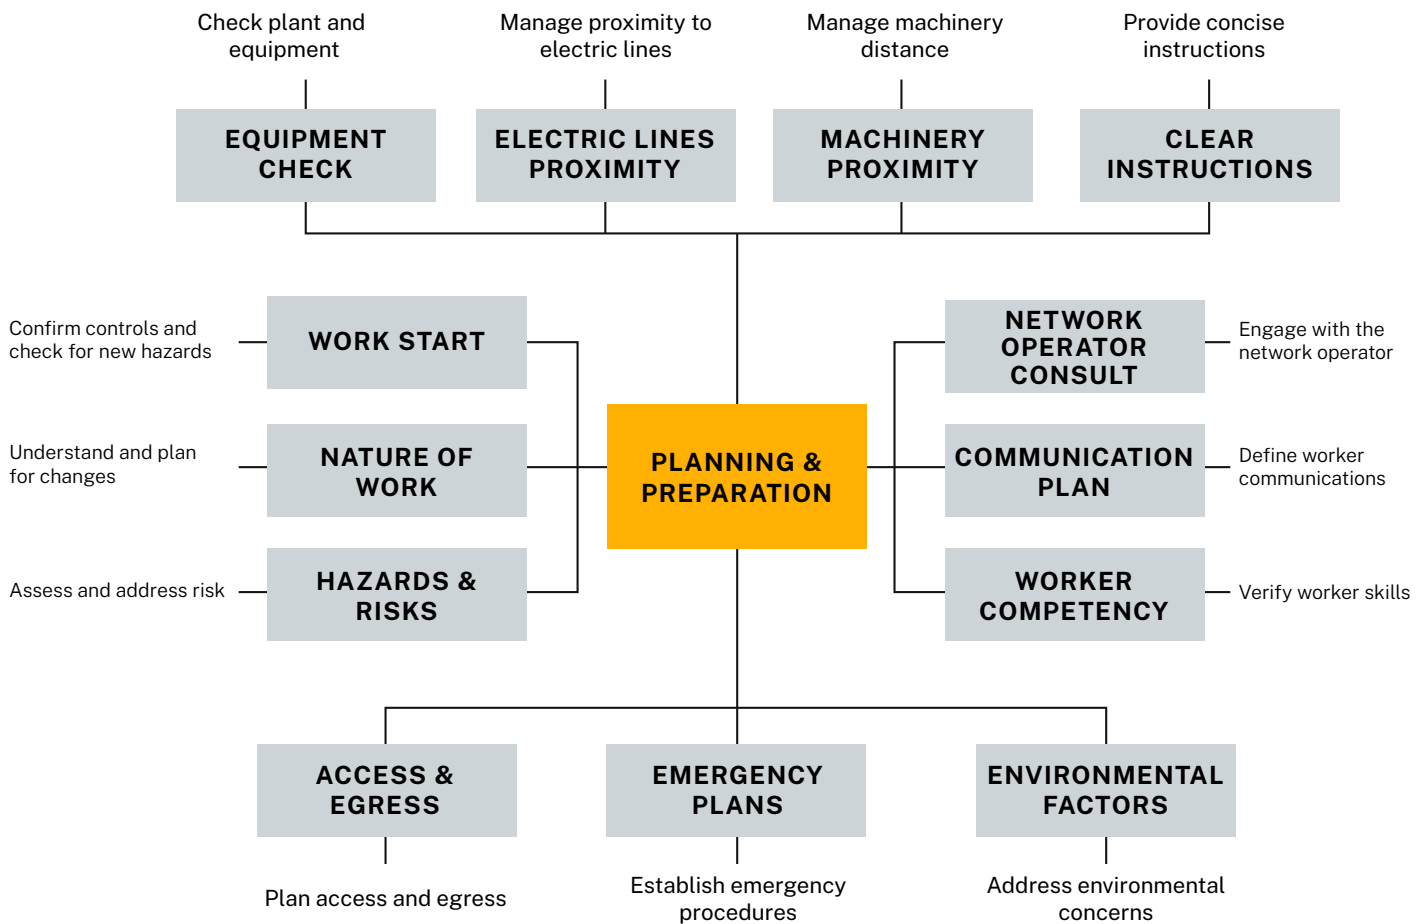 Check plant and
equipment
Manage proximity to
electric lines
Manage machinery
distance
Provide concise
instructions
EQUIPMENT
CHECK
ELECTRIC LINES
PROXIMITY
MACHINERY
PROXIMITY
CLEAR
INSTRUCTIONS
Confirm controls and
check for new hazards
WORK START
NETWORK
OPERATOR
CONSULT
Engage with the
network operator
Understand and plan
for changes
NATURE OF
WORK
PLANNING &
PREPARATION
COMMUNICATION
PLAN
Define worker
communications
Assess and address risk
HAZARDS &
RISKS
WORKER
COMPETENCY
Verify worker skills
ACCESS &
EGRESS
EMERGENCY
PLANS
ENVIRONMENTAL
FACTORS
Plan access and egress
Establish emergency
procedures
Address environmental
concerns